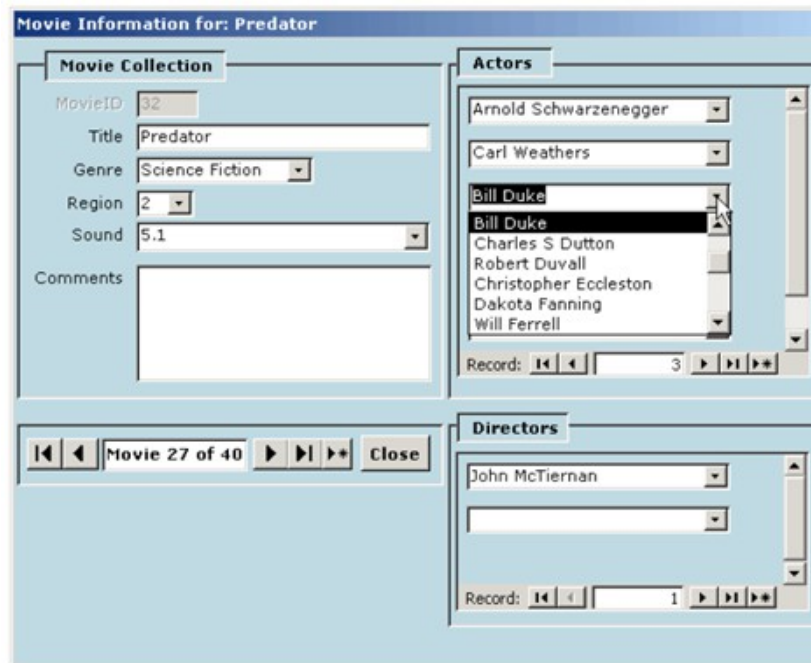 Movie Information for: Predator
Movie Collection
MovieID 32
Title Predator
Genre Science Fiction
Region 2
Sound 5.1
Comments
Movie 27 of 40 Close
Actors
Arnold Schwarzenegger
Carl Weathers
Bill Duke
Bill Duke
Charles S Dutton
Robert Duvall
Christopher Eccleston
Dakota Fanning
Will Ferrell
Record: 3
Directors
John McTiernan
Record: 1